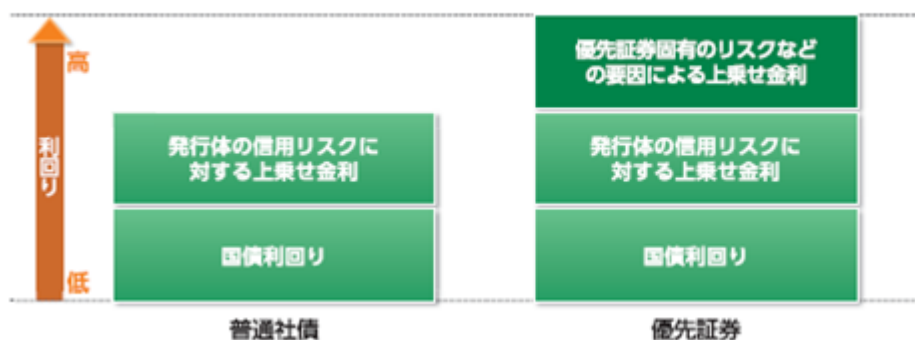 高
利回り
低
発行体の信用リスクに
対する上乗せ金利
国債利回り
普通社債
優先証券固有のリスクなど
の要因による上乗せ金利
発行体の信用リスクに
対する上乗せ金利
国債利回り
優先証券